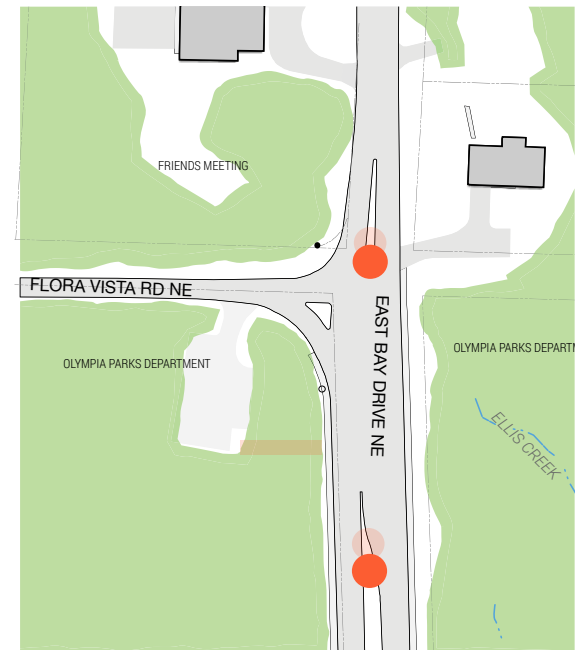 FRIENDS MEETING
FLORA VISTA RD NE
EAST BAY DRIVE NE
OLYMPIA PARKS DEPARTMENT
OLYMPIA PARKS DEPARTM
ELLIS CREEK